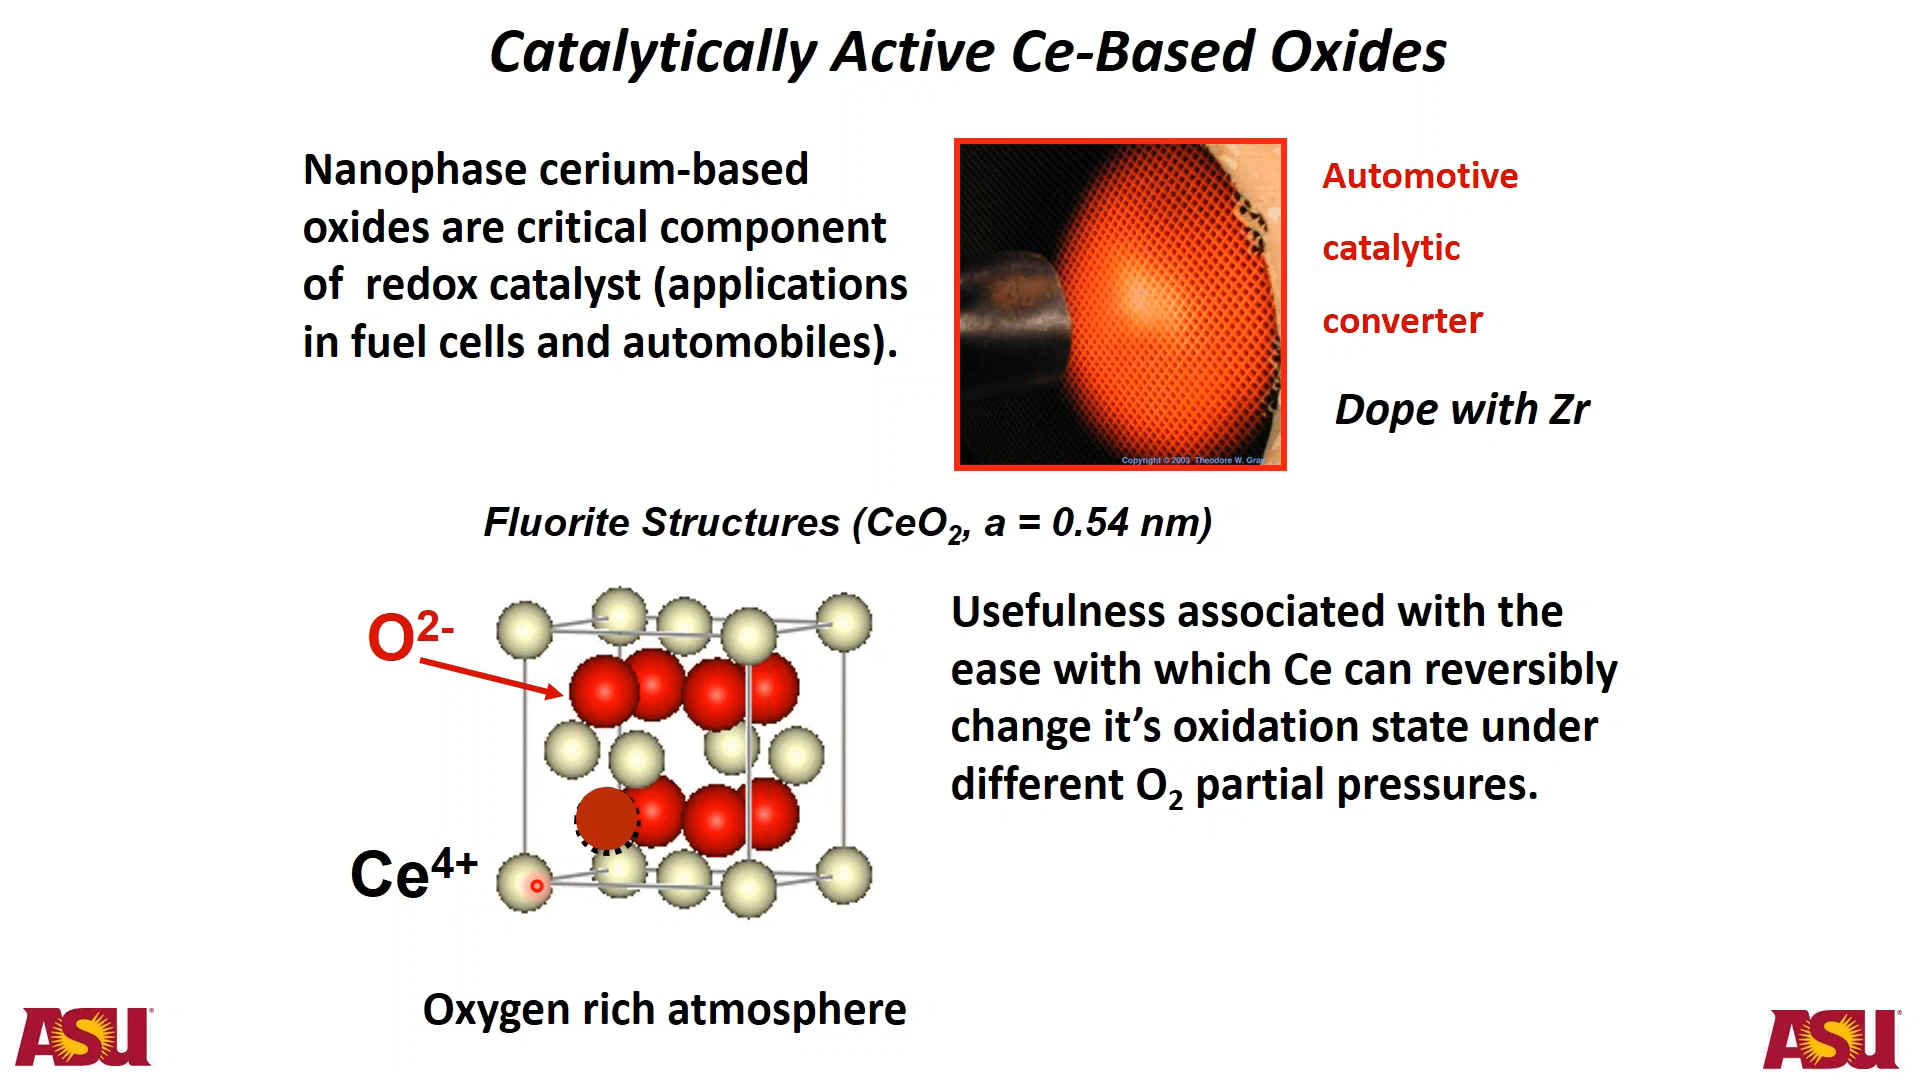 Catalytically Active Ce-Based Oxides
Nanophase cerium-based
oxides are critical component
of  redox catalyst (applications
in fuel cells and automobiles).
Copyright © 2003 Theodore W. Gray
Automotive
catalytic
converter
Dope with Zr
Fluorite Structures (CeO2, a = 0.54 nm)
O2-
Ce4+
Oxygen rich atmosphere
Usefulness associated with the
ease with which Ce can reversibly
change it’s oxidation state under
different O2 partial pressures.
ASU
ASU